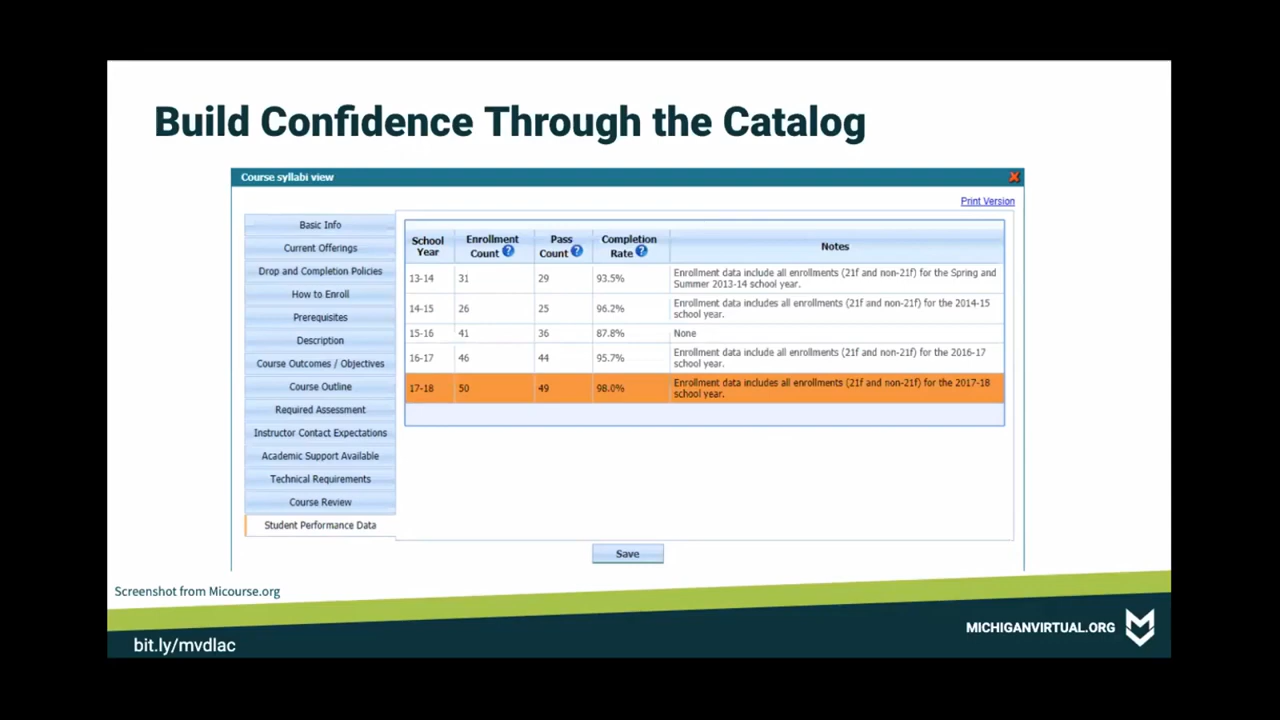 Build Confidence Through the Catalog
Course syllabi view
Print Version
Basic Info
Current Offerings
Drop and Completion Policies
How to Enroll
Prerequisites
Description
Course Outcomes / Objectives
Course Outline
Required Assessment
Instructor Contact Expectations
Academic Support Available
Technical Requirements
Course Review
Student Performance Data
School Year Enrollment Count ? Pass Count ? Completion Rate ? Notes
13-14 31 29 93.5% Enrollment data include all enrollments (21f and non-21f) for the Spring and
Summer 2013-14 school year.
14-15 26 25 96.2% Enrollment data includes all enrollments (21f and non-21f) for the 2014-15
school year.
15-16 41 36 87.8% None
16-17 46 44 95.7% Enrollment data include all enrollments (21f and non-21f) for the 2016-17
school year.
17-18 50 49 98.0% Enrollment data includes all enrollments (21f and non-21f) for the 2017-18
school year.
Save
Screenshot from Micourse.org
bit.ly/mvdlac
MICHIGANVIRTUAL.ORG